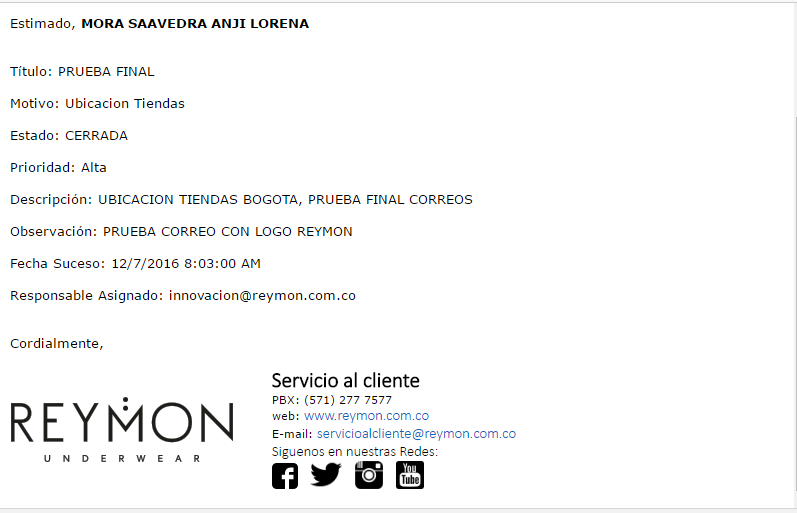 Estimado, MORA SAAVEDRA ANJI LORENA
Título: PRUEBA FINAL
Motivo: Ubicacion Tiendas
Estado: CERRADA
Prioridad: Alta
Descripción: UBICACION TIENDAS BOGOTA, PRUEBA FINAL CORREOS
Observación: PRUEBA CORREO CON LOGO REYMON
Fecha Suceso: 12/7/2016 8:03:00 AM
Responsable Asignado: innovacion@reymon.com.co
Cordialmente,
REYMON
UNDERWEAR
Servicio al cliente
PBX: (571) 277 7577
web: www.reymon.com.co
E-mail: servicioalcliente@reymon.com.co
Siguenos en nuestras Redes:
You
Tube